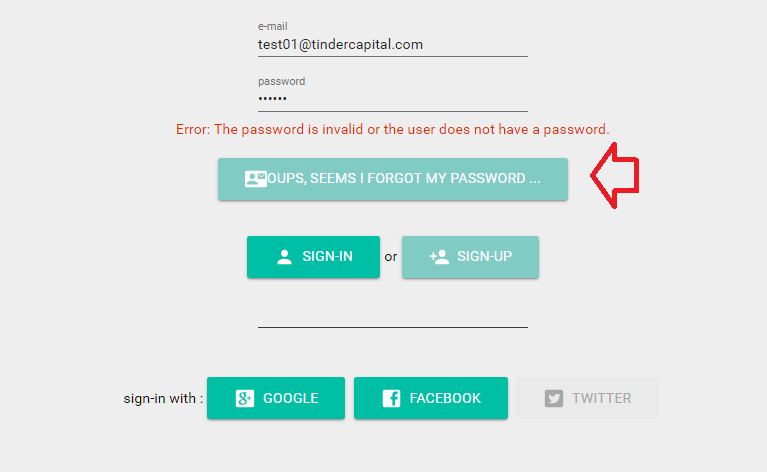 e-mail
test01@tindercapital.com
password
••••••
Error: The password is invalid or the user does not have a password.
OUPS, SEEMS I FORGOT MY PASSWORD ...
SIGN-IN or SIGN-UP
sign-in with : GOOGLE FACEBOOK TWITTER